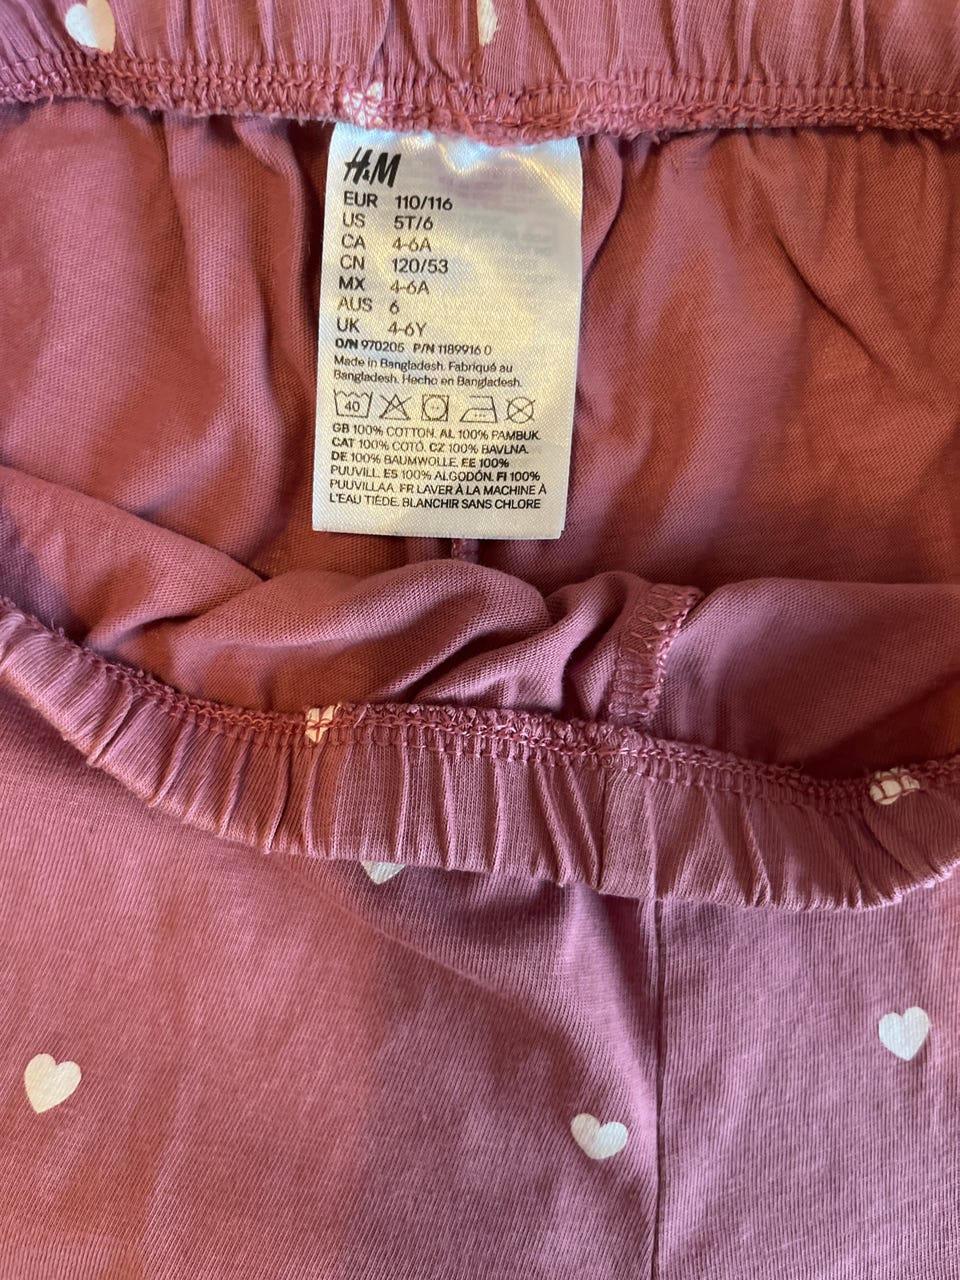 H&M
EUR 110/116
US 5T/6
CA 4-6A
CN 120/53
MX 4-6A
AUS 6
UK 4-6Y
O/N 970205 P/N 1189916 0
Made in Bangladesh. Fabriqué au
Bangladesh. Hecho en Bangladesh.
40
GB 100% COTTON. AL 100% PAMBUK.
CAT 100% COTÓ. CZ 100% BAVLNA.
DE 100% BAUMWOLLE. EE 100%
PUUVILL. ES 100% ALGODÓN. FI 100%
PUUVILLAA. FR LAVER À LA MACHINE À
L'EAU TIÈDE. BLANCHIR SANS CHLORE